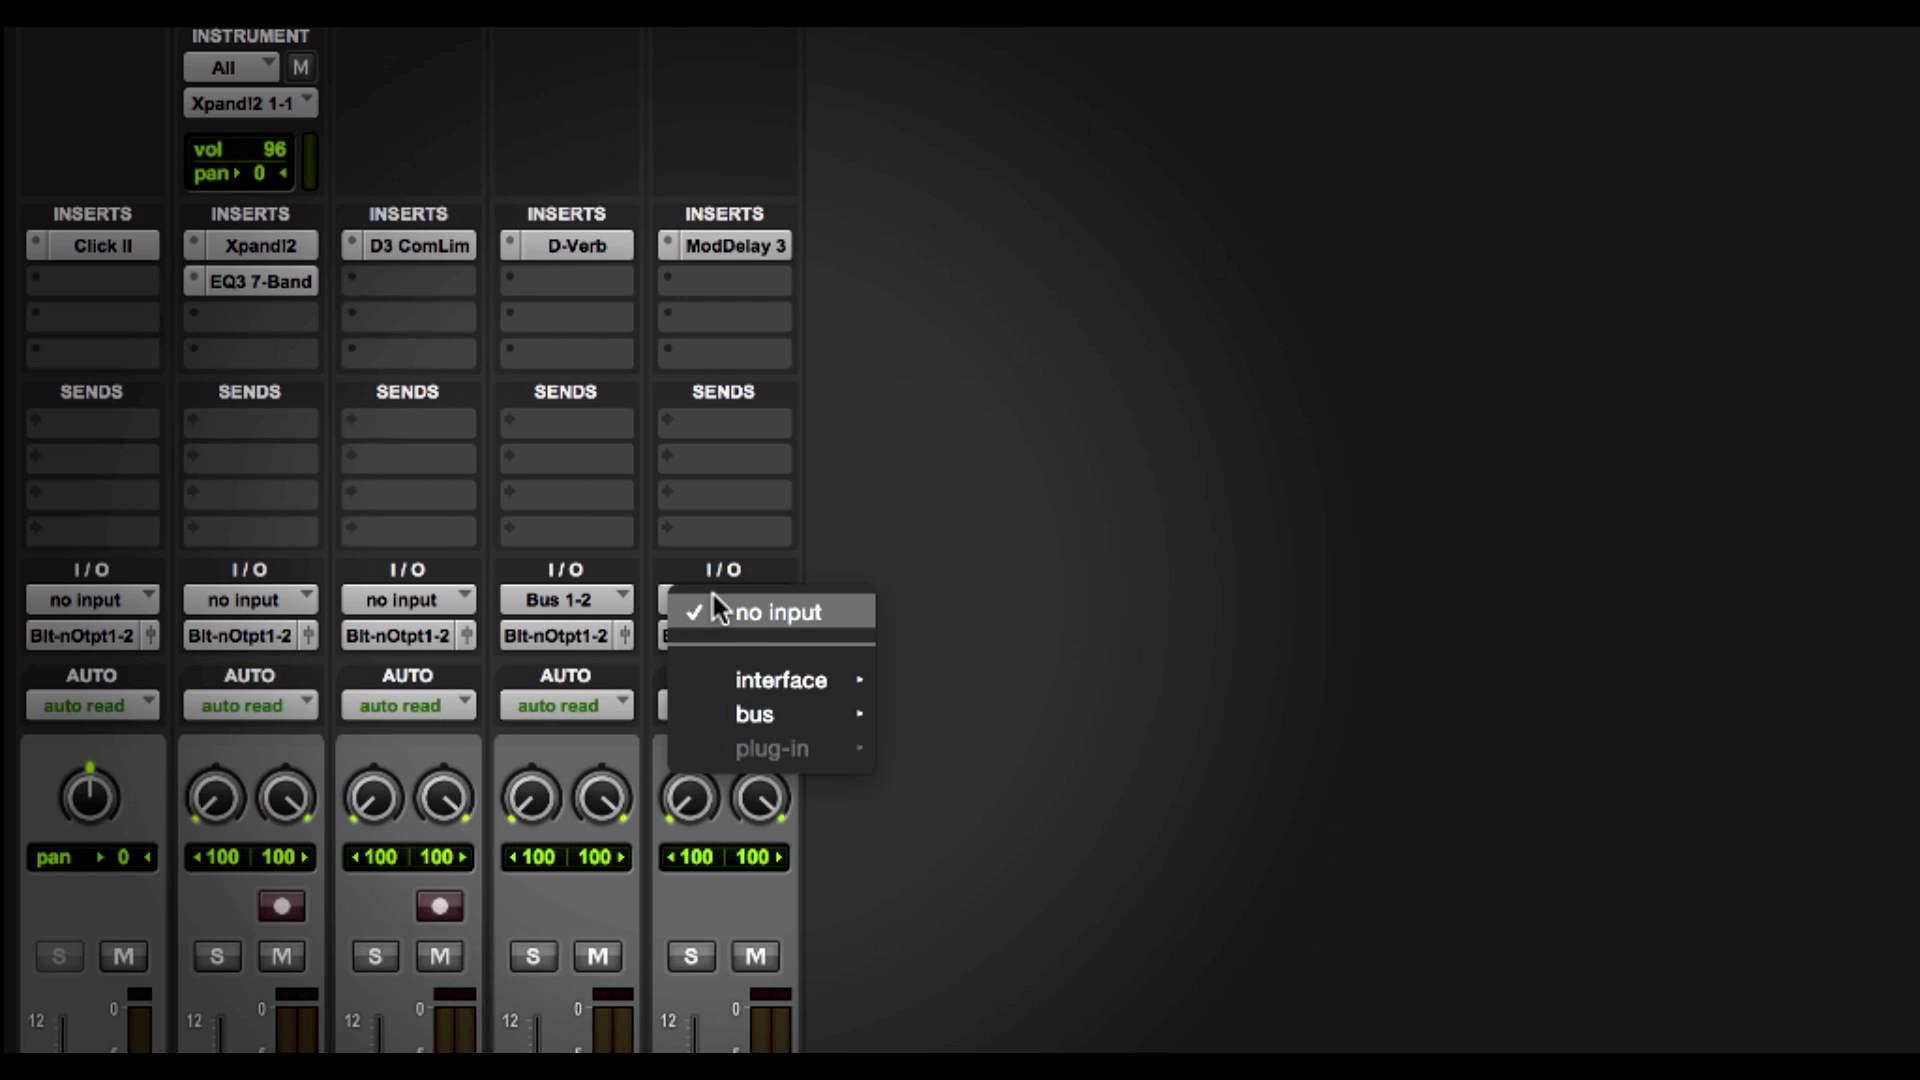 INSTRUMENT
All M
Xpand!2 1-1
vol 96
pan 0
INSERTS INSERTS INSERTS INSERTS INSERTS
Click II Xpand!2 D3 ComLim D-Verb ModDelay 3
EQ3 7-Band
SENDS SENDS SENDS SENDS SENDS
I/O I/O I/O I/O I/O
no input no input no input Bus 1-2 no input
Blt-nOtpt1-2 Blt-nOtpt1-2 Blt-nOtpt1-2 Blt-nOtpt1-2
AUTO AUTO AUTO AUTO interface
auto read auto read auto read auto read bus
plug-in
pan 0 100 100 100 100 100 100 100 100
S M S M S M S M S M
0 0 0 0 0
12 12 12 12 12